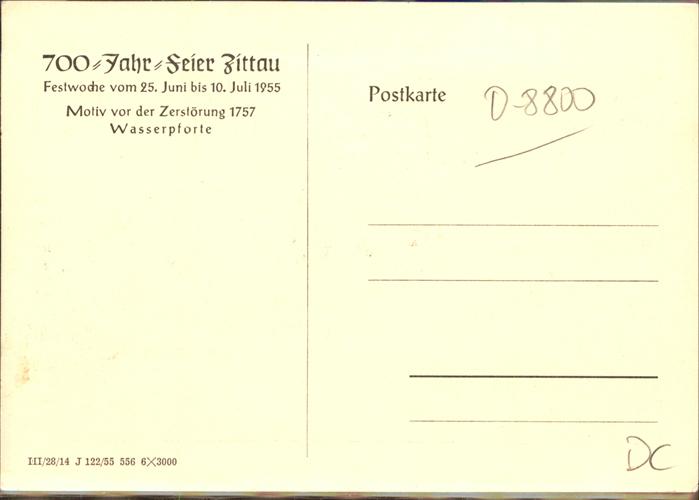 700⸗Jahr⸗Feier Zittau
Festwoche vom 25. Juni bis 10. Juli 1955
Motiv vor der Zerstörung 1757
Wasserpforte
Postkarte
D-8800
III/28/14 J 122/55 556 6×3000
DC